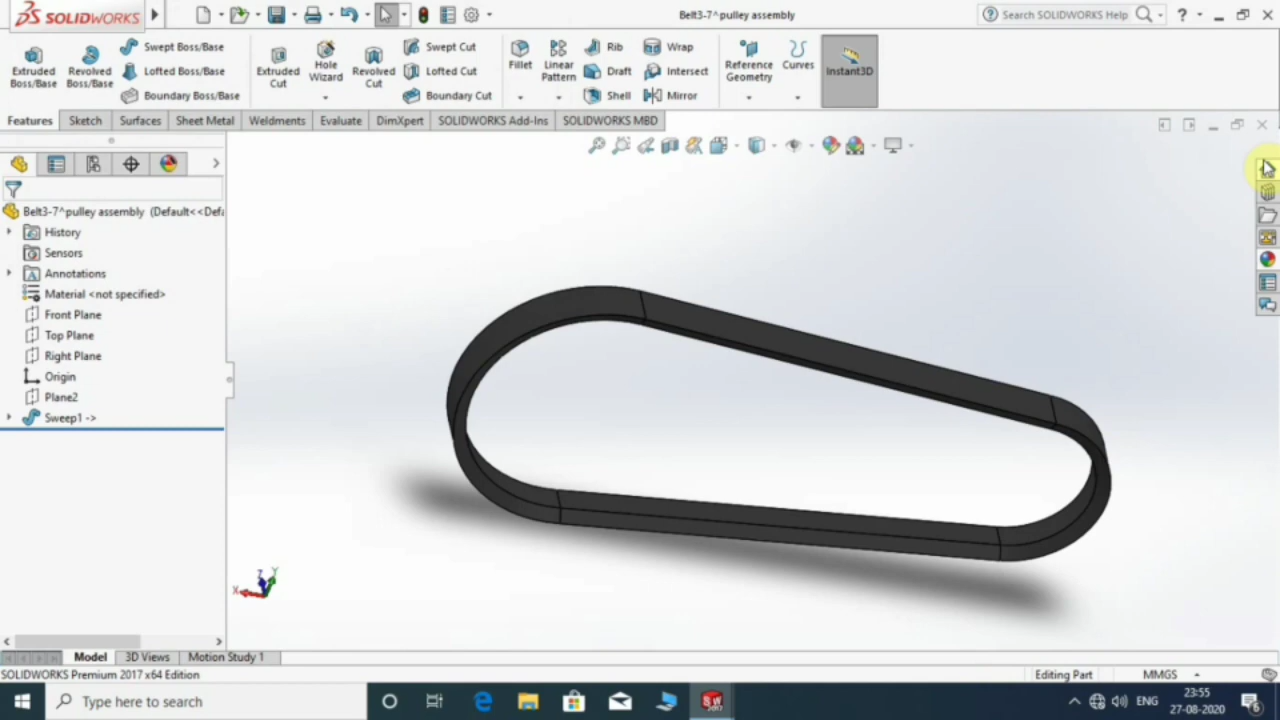 SOLIDWORKS
Belt3-7^pulley assembly
Search SOLIDWORKS Help
Extruded Boss/Base
Revolved Boss/Base
Swept Boss/Base
Lofted Boss/Base
Boundary Boss/Base
Extruded Cut
Hole Wizard
Revolved Cut
Swept Cut
Lofted Cut
Boundary Cut
Fillet
Linear Pattern
Rib
Draft
Shell
Wrap
Intersect
Mirror
Reference Geometry
Curves
Instant3D
Features Sketch Surfaces Sheet Metal Weldments Evaluate DimXpert SOLIDWORKS Add-Ins SOLIDWORKS MBD
Belt3-7^pulley assembly (Default<<Defa
History
Sensors
Annotations
Material <not specified>
Front Plane
Top Plane
Right Plane
Origin
Plane2
Sweep1 ->
X Z Y
Model 3D Views Motion Study 1
SOLIDWORKS Premium 2017 x64 Edition Editing Part MMGS
Type here to search
ENG
23:55
27-08-2020